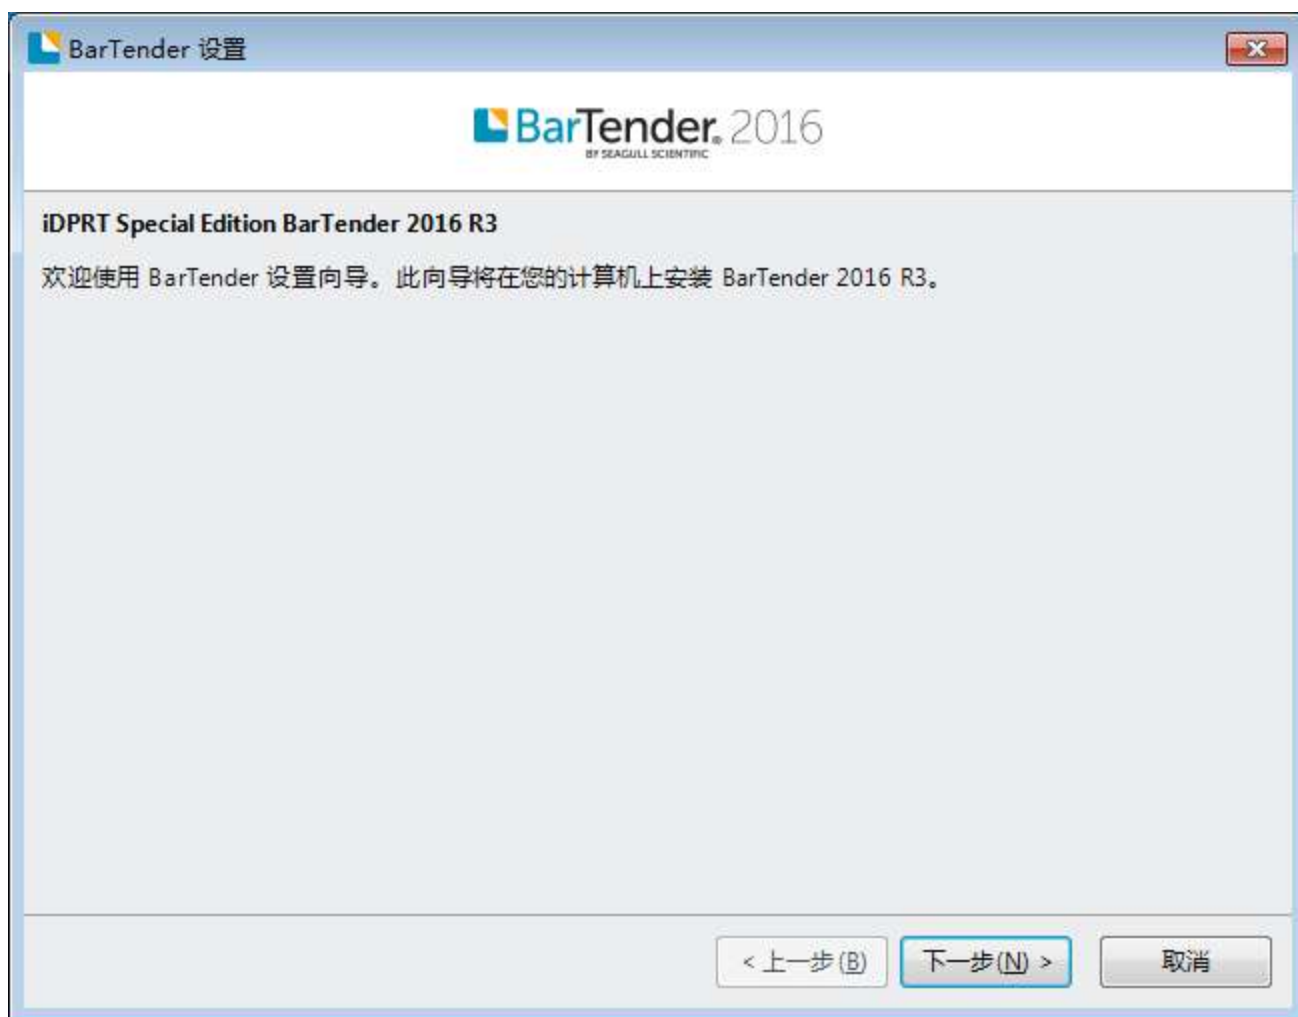 BarTender 设置
BarTender® 2016
BY SEAGULL SCIENTIFIC
iDPRT Special Edition BarTender 2016 R3
欢迎使用 BarTender 设置向导。此向导将在您的计算机上安装 BarTender 2016 R3。
< 上一步(B) 下一步(N) > 取消